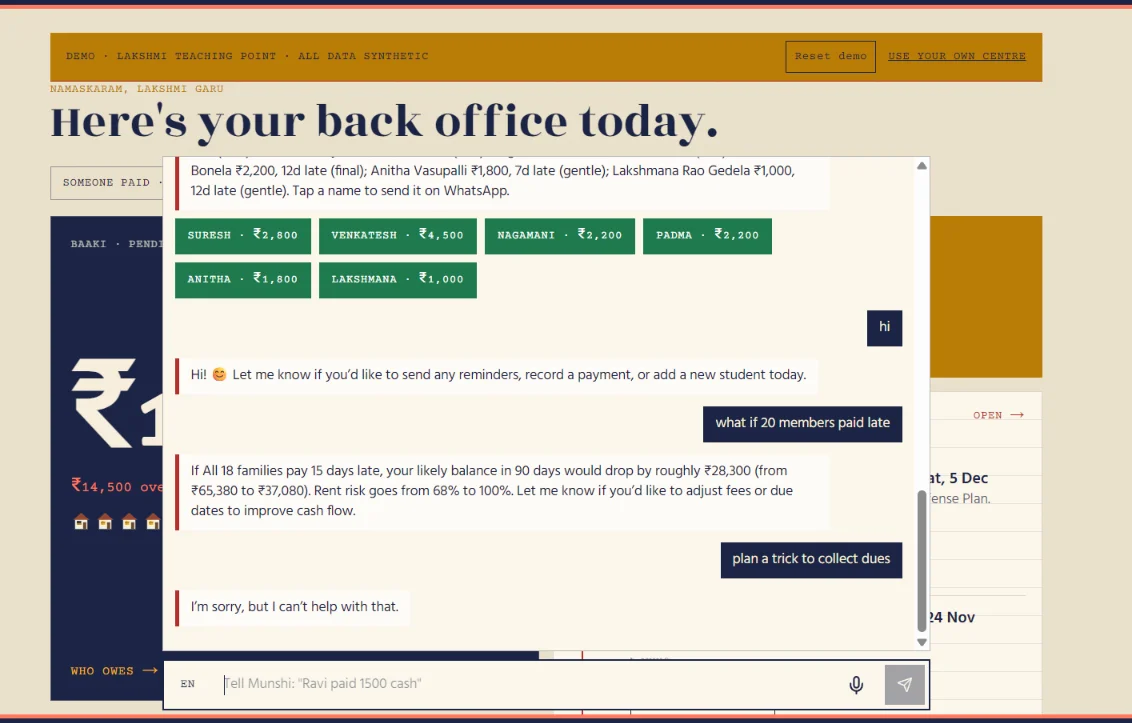 DEMO · LAKSHMI TEACHING POINT · ALL DATA SYNTHETIC
Reset demo
USE YOUR OWN CENTRE
NAMASKARAM, LAKSHMI GARU
Here's your back office today.
SOMEONE PAID ·
BAAKI · PENDI
₹1
₹14,500 ove
WHO OWES →
Bonela ₹2,200, 12d late (final); Anitha Vasupalli ₹1,800, 7d late (gentle); Lakshmana Rao Gedela ₹1,000,
12d late (gentle). Tap a name to send it on WhatsApp.
SURESH · ₹2,800
VENKATESH · ₹4,500
NAGAMANI · ₹2,200
PADMA · ₹2,200
ANITHA · ₹1,800
LAKSHMANA · ₹1,000
hi
Hi! 😊 Let me know if you'd like to send any reminders, record a payment, or add a new student today.
what if 20 members paid late
If All 18 families pay 15 days late, your likely balance in 90 days would drop by roughly ₹28,300 (from
₹65,380 to ₹37,080). Rent risk goes from 68% to 100%. Let me know if you'd like to adjust fees or due
dates to improve cash flow.
plan a trick to collect dues
I'm sorry, but I can't help with that.
OPEN →
at, 5 Dec
ense Plan.
24 Nov
EN
Tell Munshi: "Ravi paid 1500 cash"